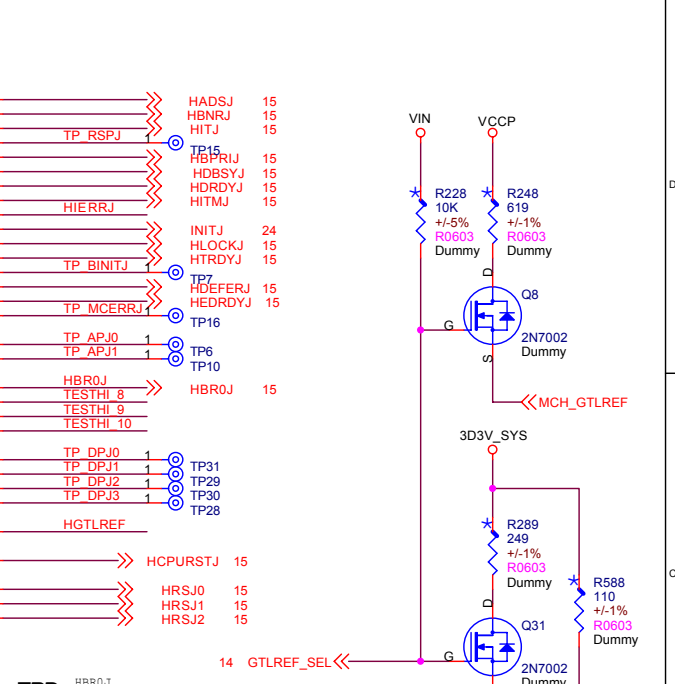 HADSJ 15
HBNRJ 15
HITJ 15
TP_RSPJ 1 TP15
HBPRIJ 15
HDBSYJ 15
HDRDYJ 15
HITMJ 15
HIERRJ
INITJ 24
HLOCKJ 15
HTRDYJ 15
TP_BINITJ 1 TP7
HDEFERJ 15
HEDRDYJ 15
TP_MCERRJ 1 TP16
TP_APJ0 1 TP6
TP_APJ1 1 TP10
HBR0J HBR0J 15
TESTHI_8
TESTHI_9
TESTHI_10
TP_DPJ0 1 TP31
TP_DPJ1 1 TP29
TP_DPJ2 1 TP30
TP_DPJ3 1 TP28
HGTLREF
HCPURSTJ 15
HRSJ0 15
HRSJ1 15
HRSJ2 15
HBR0J
VIN VCCP
R228
10K
+/-5%
R0603
Dummy
R248
619
+/-1%
R0603
Dummy
D
Q8
G
2N7002
Dummy
S
MCH_GTLREF
3D3V_SYS
R289
249
+/-1%
R0603
Dummy
R588
110
+/-1%
R0603
Dummy
D
Q31
G
2N7002
Dummy
14 GTLREF_SEL
D
C